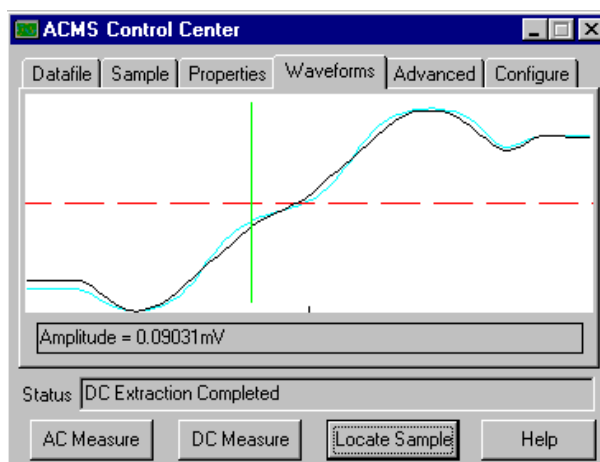 ACMS Control Center
Datafile Sample Properties Waveforms Advanced Configure
Amplitude = 0.09031mV
Status DC Extraction Completed
AC Measure DC Measure Locate Sample Help